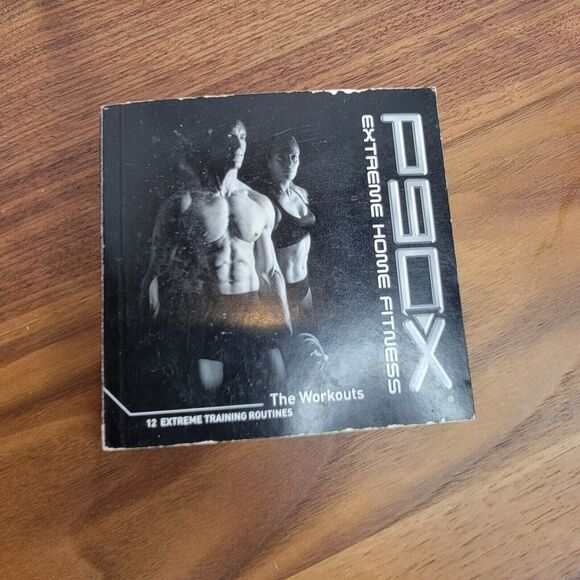 P90X
EXTREME HOME FITNESS
The Workouts
12 EXTREME TRAINING ROUTINES